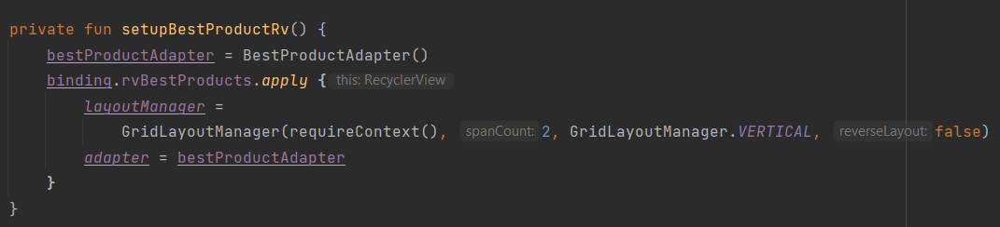 private fun setupBestProductRv() {
    bestProductAdapter = BestProductAdapter()
    binding.rvBestProducts.apply { this: RecyclerView
        layoutManager =
            GridLayoutManager(requireContext(), spanCount: 2, GridLayoutManager.VERTICAL, reverseLayout: false)
        adapter = bestProductAdapter
    }
}